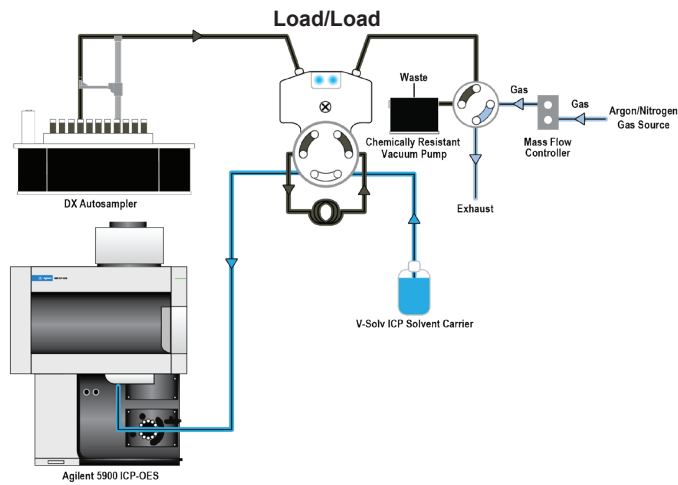 Load/Load
Waste
Gas
Gas
Argon/Nitrogen
Gas Source
Chemically Resistant
Vacuum Pump
Mass Flow
Controller
DX Autosampler
Exhaust
V-Solv ICP Solvent Carrier
Agilent 5900 ICP-OES